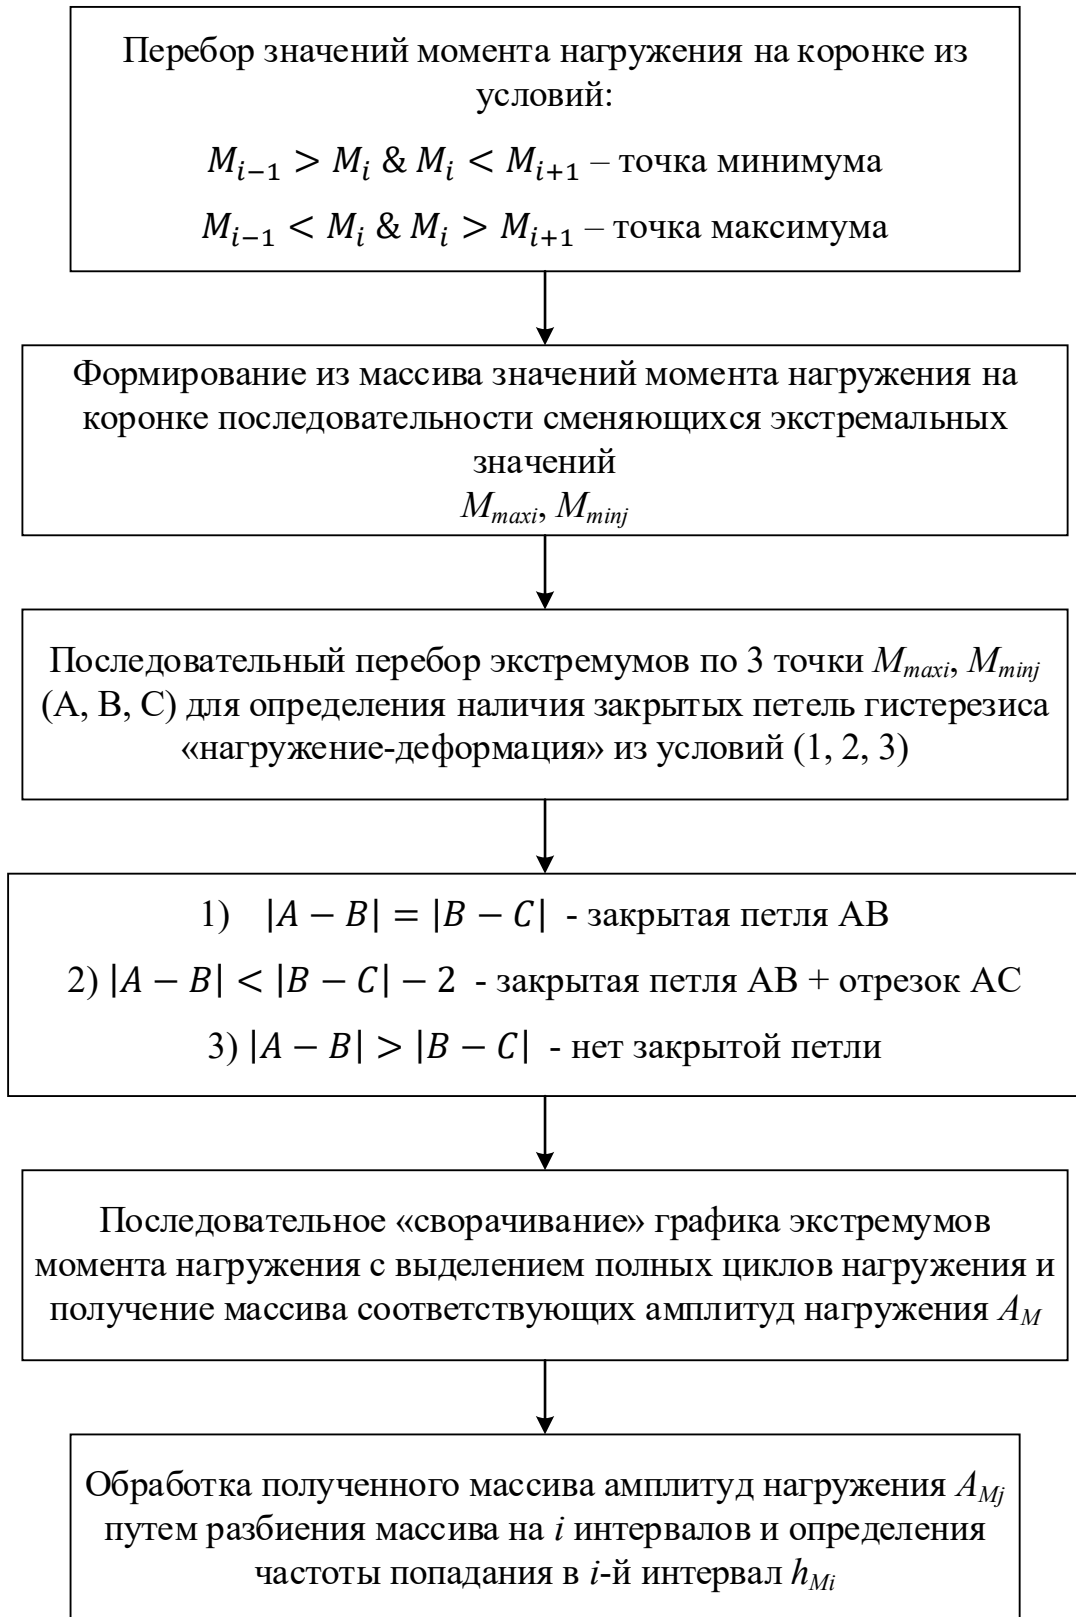 Перебор значений момента нагружения на коронке из
условий:
M_{i−1} > M_i & M_i < M_{i+1} – точка минимума
M_{i−1} < M_i & M_i > M_{i+1} – точка максимума
Формирование из массива значений момента нагружения на
коронке последовательности сменяющихся экстремальных
значений
M_{maxi}, M_{minj}
Последовательный перебор экстремумов по 3 точки M_{maxi}, M_{minj}
(A, B, C) для определения наличия закрытых петель гистерезиса
«нагружение-деформация» из условий (1, 2, 3)
1) |A − B| = |B − C| - закрытая петля AB
2) |A − B| < |B − C| − 2 - закрытая петля AB + отрезок AC
3) |A − B| > |B − C| - нет закрытой петли
Последовательное «сворачивание» графика экстремумов
момента нагружения с выделением полных циклов нагружения и
получение массива соответствующих амплитуд нагружения A_M
Обработка полученного массива амплитуд нагружения A_{Mj}
путем разбиения массива на i интервалов и определения
частоты попадания в i-й интервал h_{Mi}